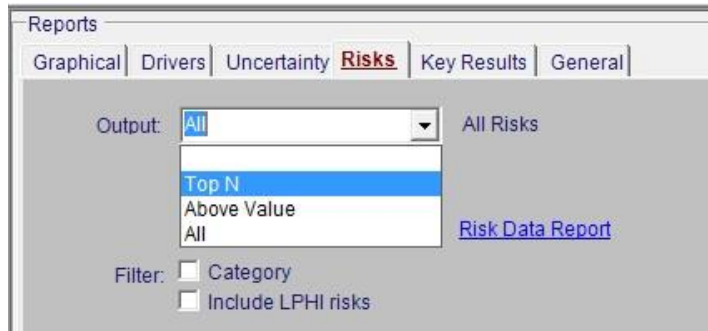 Reports
Graphical Drivers Uncertainty Risks Key Results General
Output: All All Risks
Top N
Above Value
All
Risk Data Report
Filter: Category
Include LPHI risks